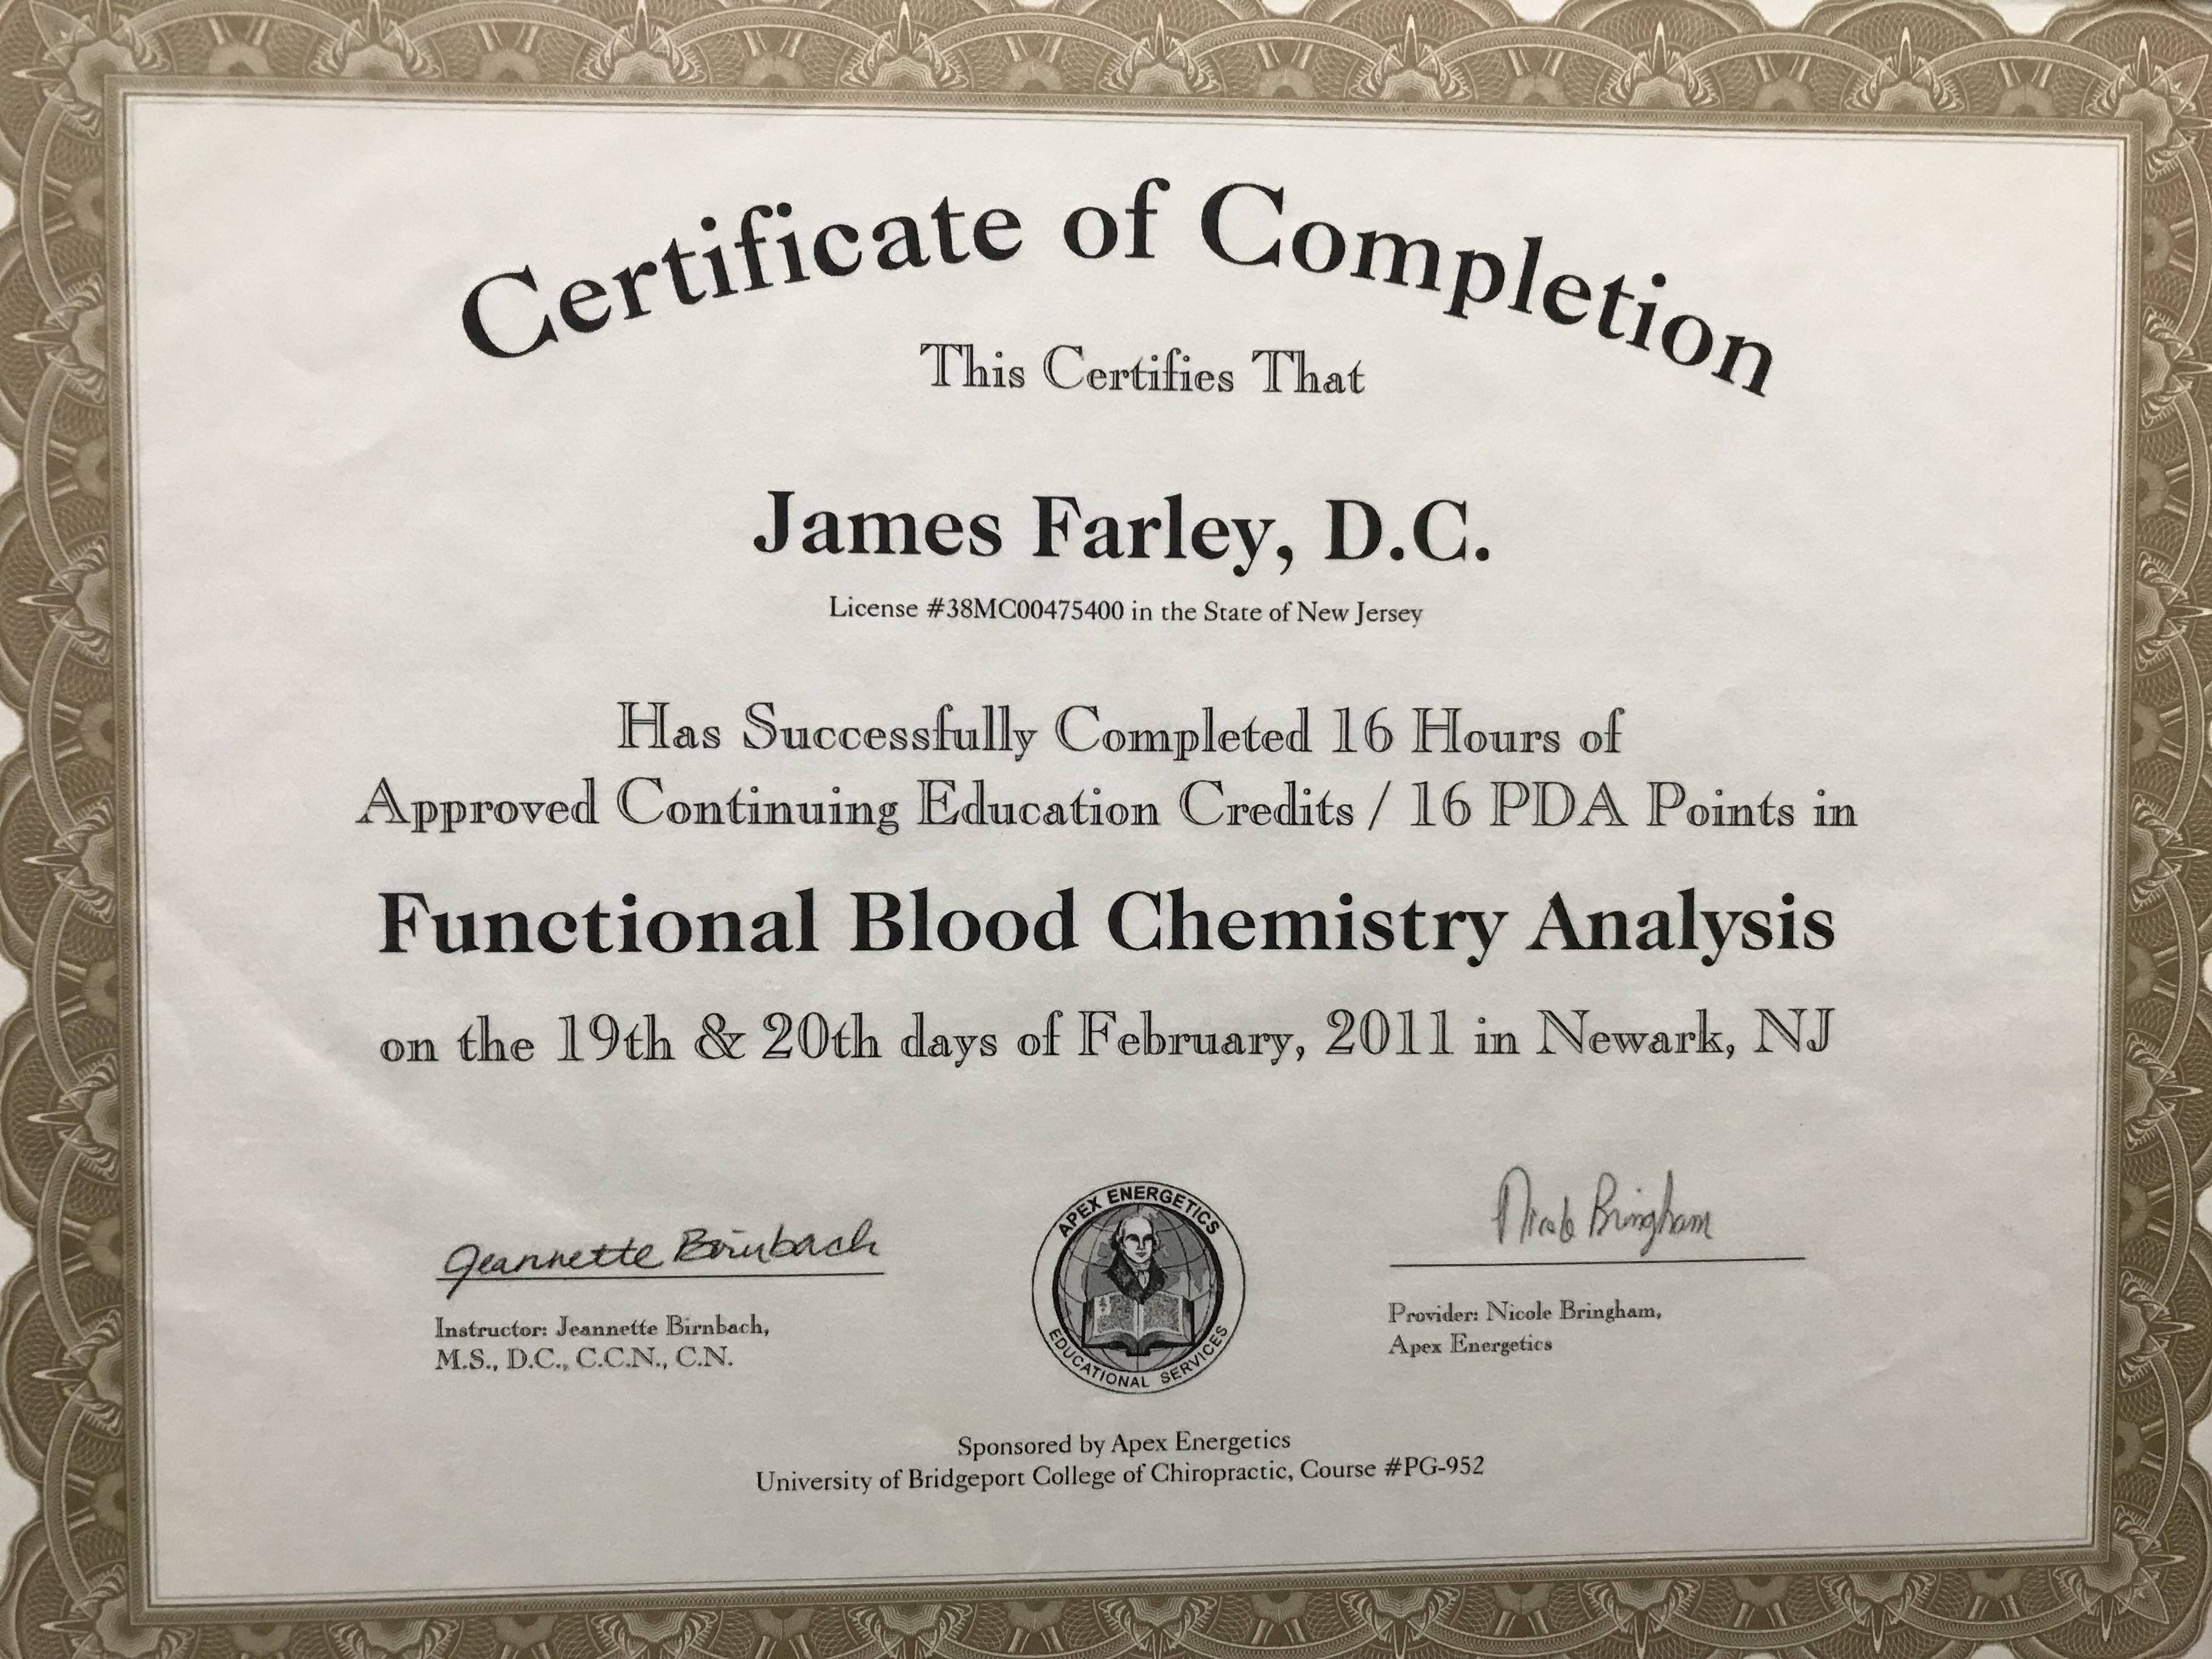 Certificate of Completion
This Certifies That
James Farley, D.C.
License #38MC00475400 in the State of New Jersey
Has Successfully Completed 16 Hours of
Approved Continuing Education Credits / 16 PDA Points in
Functional Blood Chemistry Analysis
on the 19th & 20th days of February, 2011 in Newark, NJ
Jeannette Birnbach
Instructor: Jeannette Birnbach,
M.S., D.C., C.C.N., C.N.
APEX ENERGETICS
EDUCATIONAL SERVICES
Nicole Bringham
Provider: Nicole Bringham,
Apex Energetics
Sponsored by Apex Energetics
University of Bridgeport College of Chiropractic, Course #PG-952